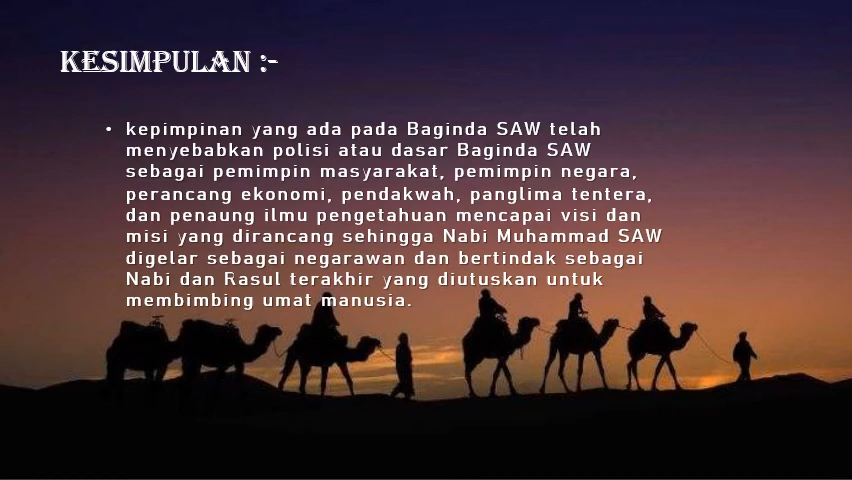 KESIMPULAN :-
• kepimpinan yang ada pada Baginda SAW telah
menyebabkan polisi atau dasar Baginda SAW
sebagai pemimpin masyarakat, pemimpin negara,
perancang ekonomi, pendakwah, panglima tentera,
dan penaung ilmu pengetahuan mencapai visi dan
misi yang dirancang sehingga Nabi Muhammad SAW
digelar sebagai negarawan dan bertindak sebagai
Nabi dan Rasul terakhir yang diutuskan untuk
membimbing umat manusia.